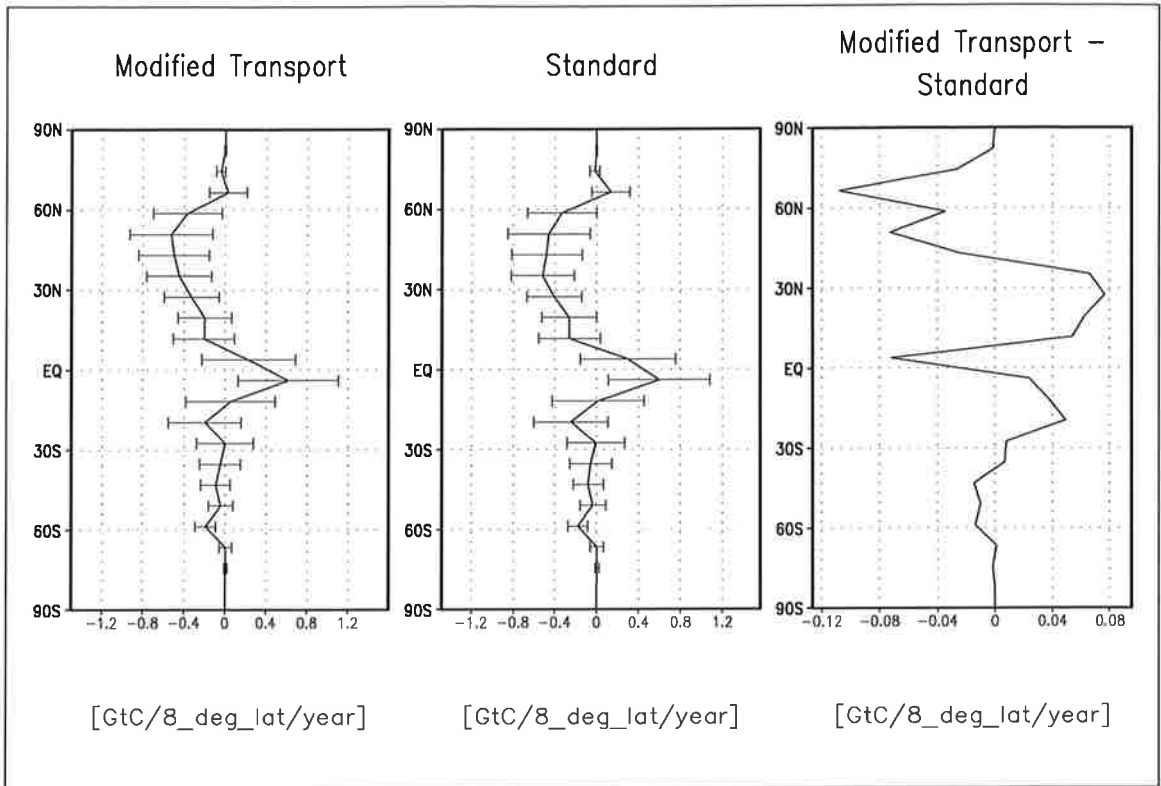 Modified Transport
Standard
Modified Transport –
Standard
90N
60N
30N
EQ
30S
60S
90S
-1.2 -0.8 -0.4 0 0.4 0.8 1.2
90N
60N
30N
EQ
30S
60S
90S
-1.2 -0.8 -0.4 0 0.4 0.8 1.2
90N
60N
30N
EQ
30S
60S
90S
-0.12 -0.08 -0.04 0 0.04 0.08
[GtC/8_deg_lat/year]
[GtC/8_deg_lat/year]
[GtC/8_deg_lat/year]